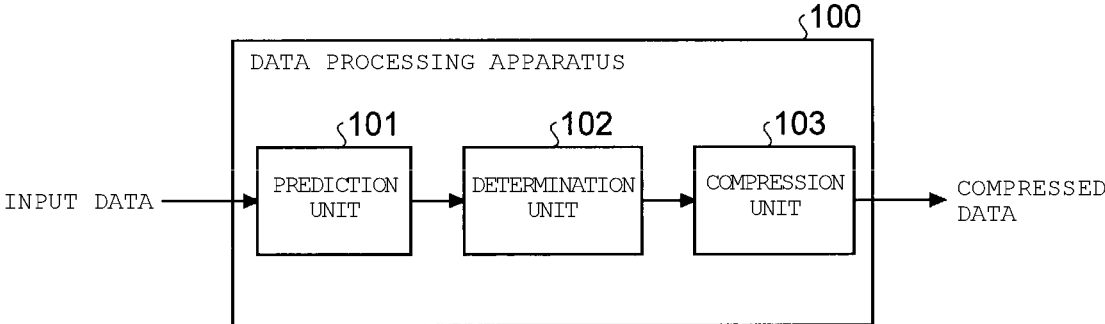 100
DATA PROCESSING APPARATUS
101
102
103
INPUT DATA
PREDICTION
UNIT
DETERMINATION
UNIT
COMPRESSION
UNIT
COMPRESSED
DATA